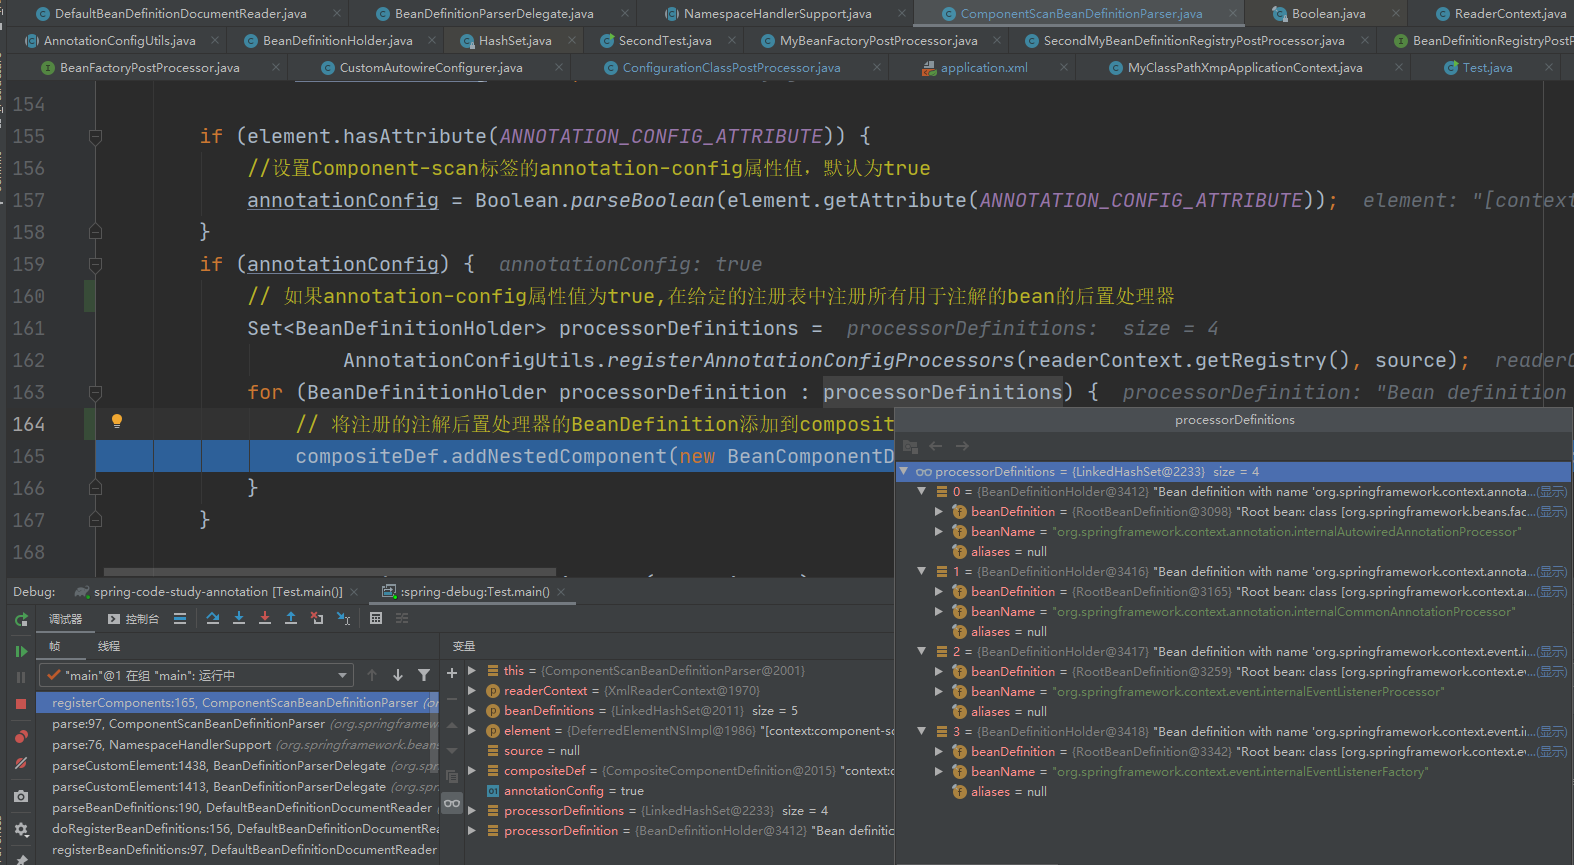 DefaultBeanDefinitionDocumentReader.java
BeanDefinitionParserDelegate.java
NamespaceHandlerSupport.java
ComponentScanBeanDefinitionParser.java
Boolean.java
ReaderContext.java
AnnotationConfigUtils.java
BeanDefinitionHolder.java
HashSet.java
SecondTest.java
MyBeanFactoryPostProcessor.java
SecondMyBeanDefinitionRegistryPostProcessor.java
BeanDefinitionRegistryPostP
BeanFactoryPostProcessor.java
CustomAutowireConfigurer.java
ConfigurationClassPostProcessor.java
application.xml
MyClassPathXmpApplicationContext.java
Test.java
154
155 if (element.hasAttribute(ANNOTATION_CONFIG_ATTRIBUTE)) {
156 //设置Component-scan标签的annotation-config属性值，默认为true
157 annotationConfig = Boolean.parseBoolean(element.getAttribute(ANNOTATION_CONFIG_ATTRIBUTE)); element: "[context
158 }
159 if (annotationConfig) { annotationConfig: true
160 // 如果annotation-config属性值为true,在给定的注册表中注册所有用于注解的bean的后置处理器
161 Set<BeanDefinitionHolder> processorDefinitions = processorDefinitions: size = 4
162 AnnotationConfigUtils.registerAnnotationConfigProcessors(readerContext.getRegistry(), source); readerC
163 for (BeanDefinitionHolder processorDefinition : processorDefinitions) { processorDefinition: "Bean definition
164 // 将注册的注解后置处理器的BeanDefinition添加到composit
165 compositeDef.addNestedComponent(new BeanComponentD
166 }
167 }
168
processorDefinitions
processorDefinitions = {LinkedHashSet@2233} size = 4
0 = {BeanDefinitionHolder@3412} "Bean definition with name 'org.springframework.context.annota...(显示)
beanDefinition = {RootBeanDefinition@3098} "Root bean: class [org.springframework.beans.fac...(显示)
beanName = "org.springframework.context.annotation.internalAutowiredAnnotationProcessor"
aliases = null
1 = {BeanDefinitionHolder@3416} "Bean definition with name 'org.springframework.context.annota...(显示)
beanDefinition = {RootBeanDefinition@3165} "Root bean: class [org.springframework.context.an...(显示)
beanName = "org.springframework.context.annotation.internalCommonAnnotationProcessor"
aliases = null
2 = {BeanDefinitionHolder@3417} "Bean definition with name 'org.springframework.context.event.in...(显示)
beanDefinition = {RootBeanDefinition@3259} "Root bean: class [org.springframework.context.ev...(显示)
beanName = "org.springframework.context.event.internalEventListenerProcessor"
aliases = null
3 = {BeanDefinitionHolder@3418} "Bean definition with name 'org.springframework.context.event.in...(显示)
beanDefinition = {RootBeanDefinition@3342} "Root bean: class [org.springframework.context.ev...(显示)
beanName = "org.springframework.context.event.internalEventListenerFactory"
aliases = null
Debug: spring-code-study-annotation [Test.main()] :spring-debug:Test.main()
调试器 控制台
帧 线程
"main"@1 在组 "main": 运行中
registerComponents:165, ComponentScanBeanDefinitionParser (or
parse:97, ComponentScanBeanDefinitionParser (org.springframew
parse:76, NamespaceHandlerSupport (org.springframework.bean
parseCustomElement:1438, BeanDefinitionParserDelegate (org.spr
parseCustomElement:1413, BeanDefinitionParserDelegate (org.spr
parseBeanDefinitions:190, DefaultBeanDefinitionDocumentReader
doRegisterBeanDefinitions:156, DefaultBeanDefinitionDocumentRea
registerBeanDefinitions:97, DefaultBeanDefinitionDocumentReader
变量
this = {ComponentScanBeanDefinitionParser@2001}
readerContext = {XmlReaderContext@1970}
beanDefinitions = {LinkedHashSet@2011} size = 5
element = {DeferredElementNSImpl@1986} "[context:component-sc
source = null
compositeDef = {CompositeComponentDefinition@2015} "context:c
annotationConfig = true
processorDefinitions = {LinkedHashSet@2233} size = 4
processorDefinition = {BeanDefinitionHolder@3412} "Bean definitio